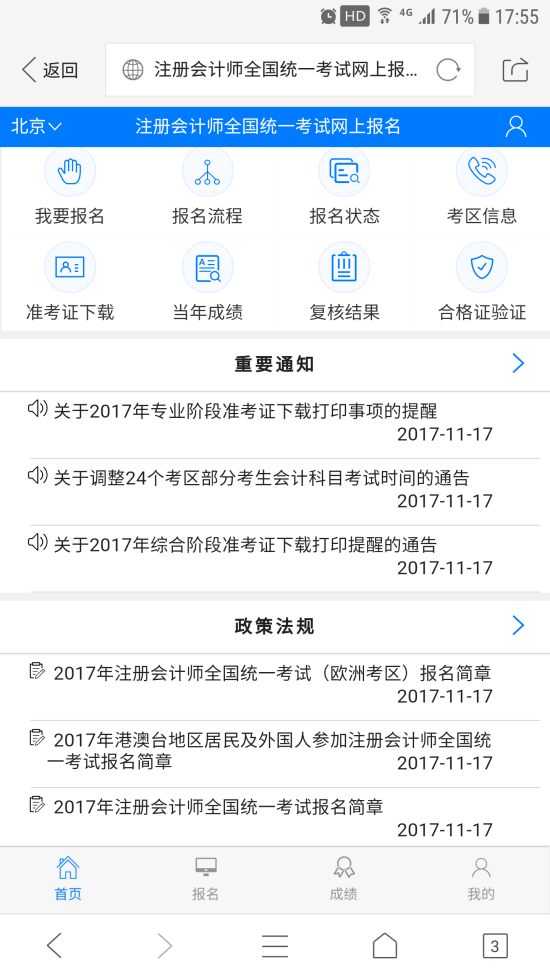 HD 4G 71% 17:55
返回 注册会计师全国统一考试网上报...
北京 注册会计师全国统一考试网上报名
我要报名 报名流程 报名状态 考区信息
准考证下载 当年成绩 复核结果 合格证验证
重要通知
关于2017年专业阶段准考证下载打印事项的提醒
2017-11-17
关于调整24个考区部分考生会计科目考试时间的通告
2017-11-17
关于2017年综合阶段准考证下载打印提醒的通告
2017-11-17
政策法规
2017年注册会计师全国统一考试（欧洲考区）报名简章
2017-11-17
2017年港澳台地区居民及外国人参加注册会计师全国统
一考试报名简章 2017-11-17
2017年注册会计师全国统一考试报名简章
2017-11-17
首页 报名 成绩 我的
3